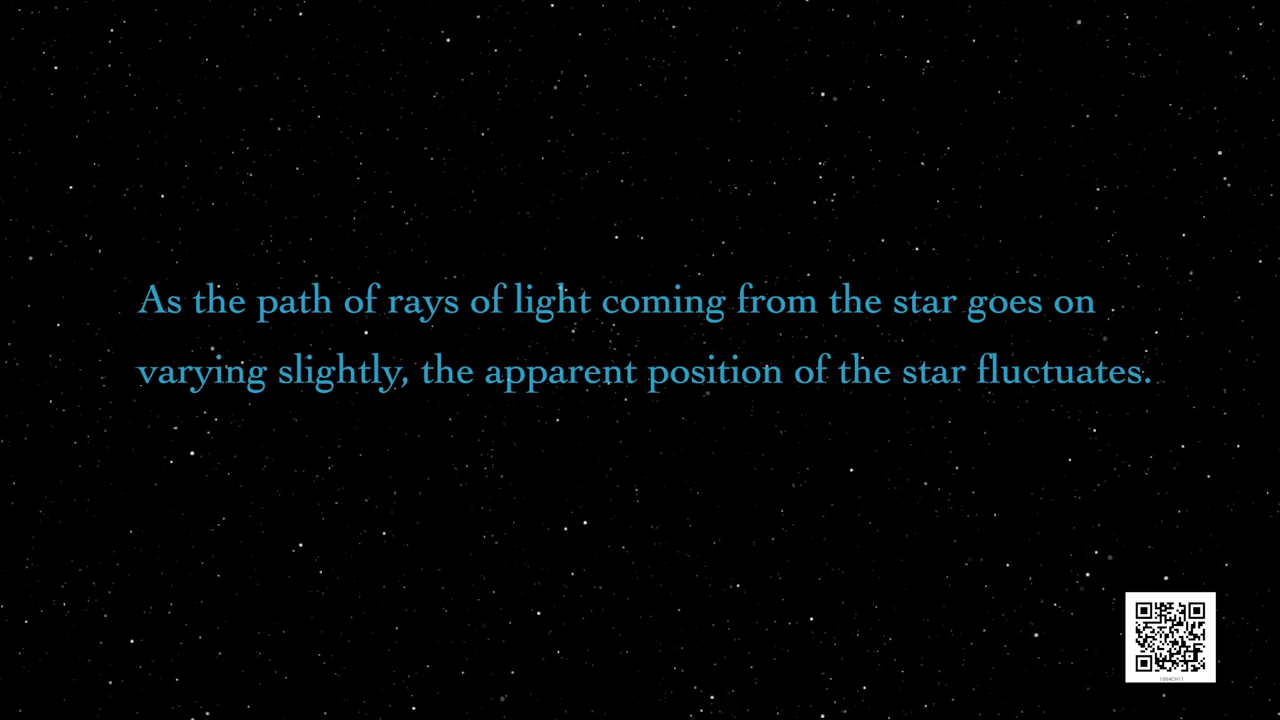 As the path of rays of light coming from the star goes on
varying slightly, the apparent position of the star fluctuates.
1064CH11